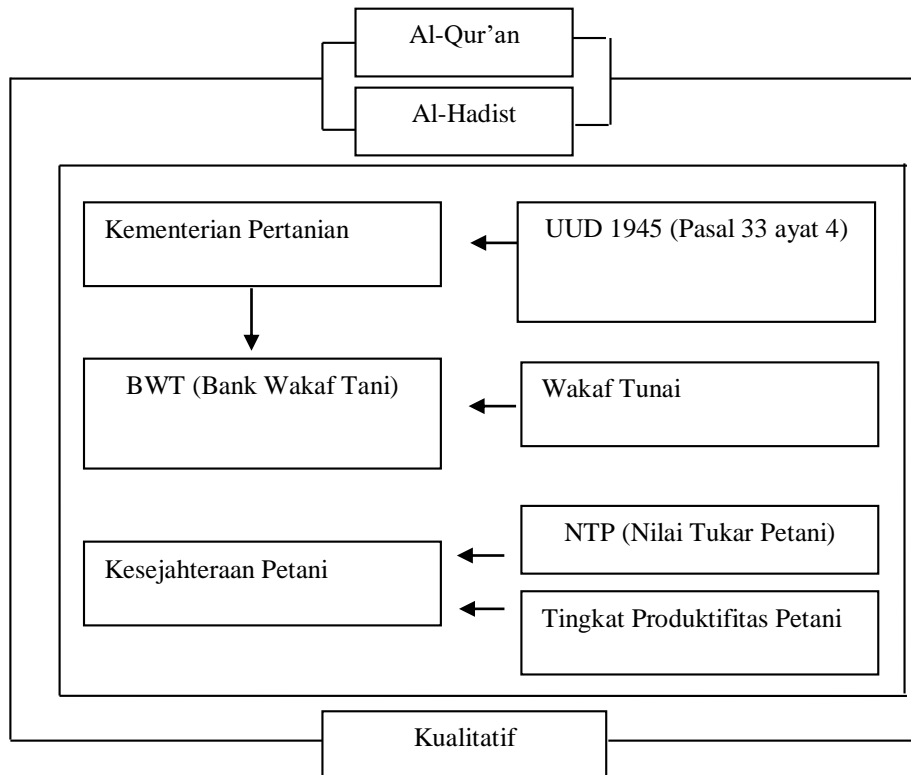 Al-Qur’an
Al-Hadist
Kementerian Pertanian
UUD 1945 (Pasal 33 ayat 4)
BWT (Bank Wakaf Tani)
Wakaf Tunai
NTP (Nilai Tukar Petani)
Kesejahteraan Petani
Tingkat Produktifitas Petani
Kualitatif